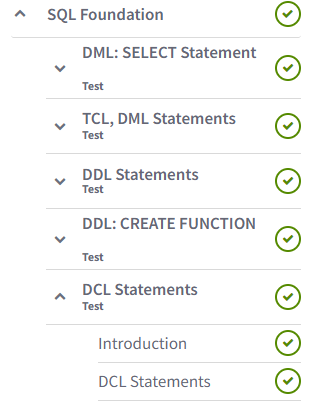 SQL Foundation
DML: SELECT Statement
Test
TCL, DML Statements
Test
DDL Statements
Test
DDL: CREATE FUNCTION
Test
DCL Statements
Test
Introduction
DCL Statements